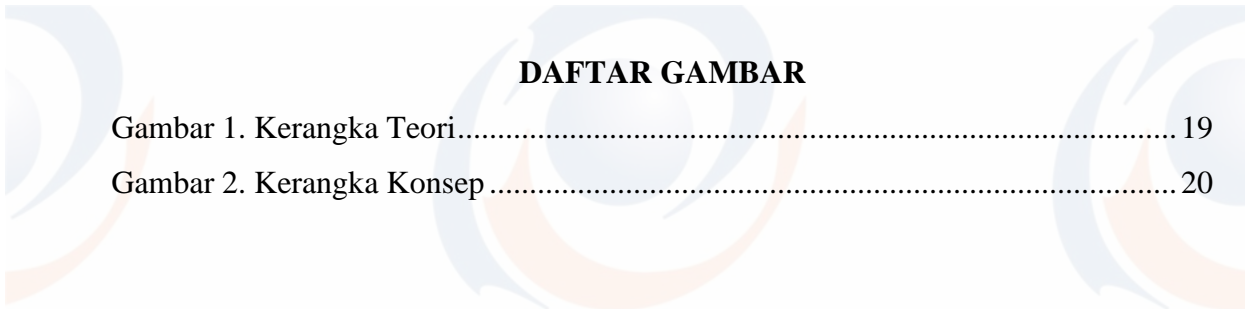 DAFTAR GAMBAR
Gambar 1. Kerangka Teori.......................................................................................... 19
Gambar 2. Kerangka Konsep ...................................................................................... 20